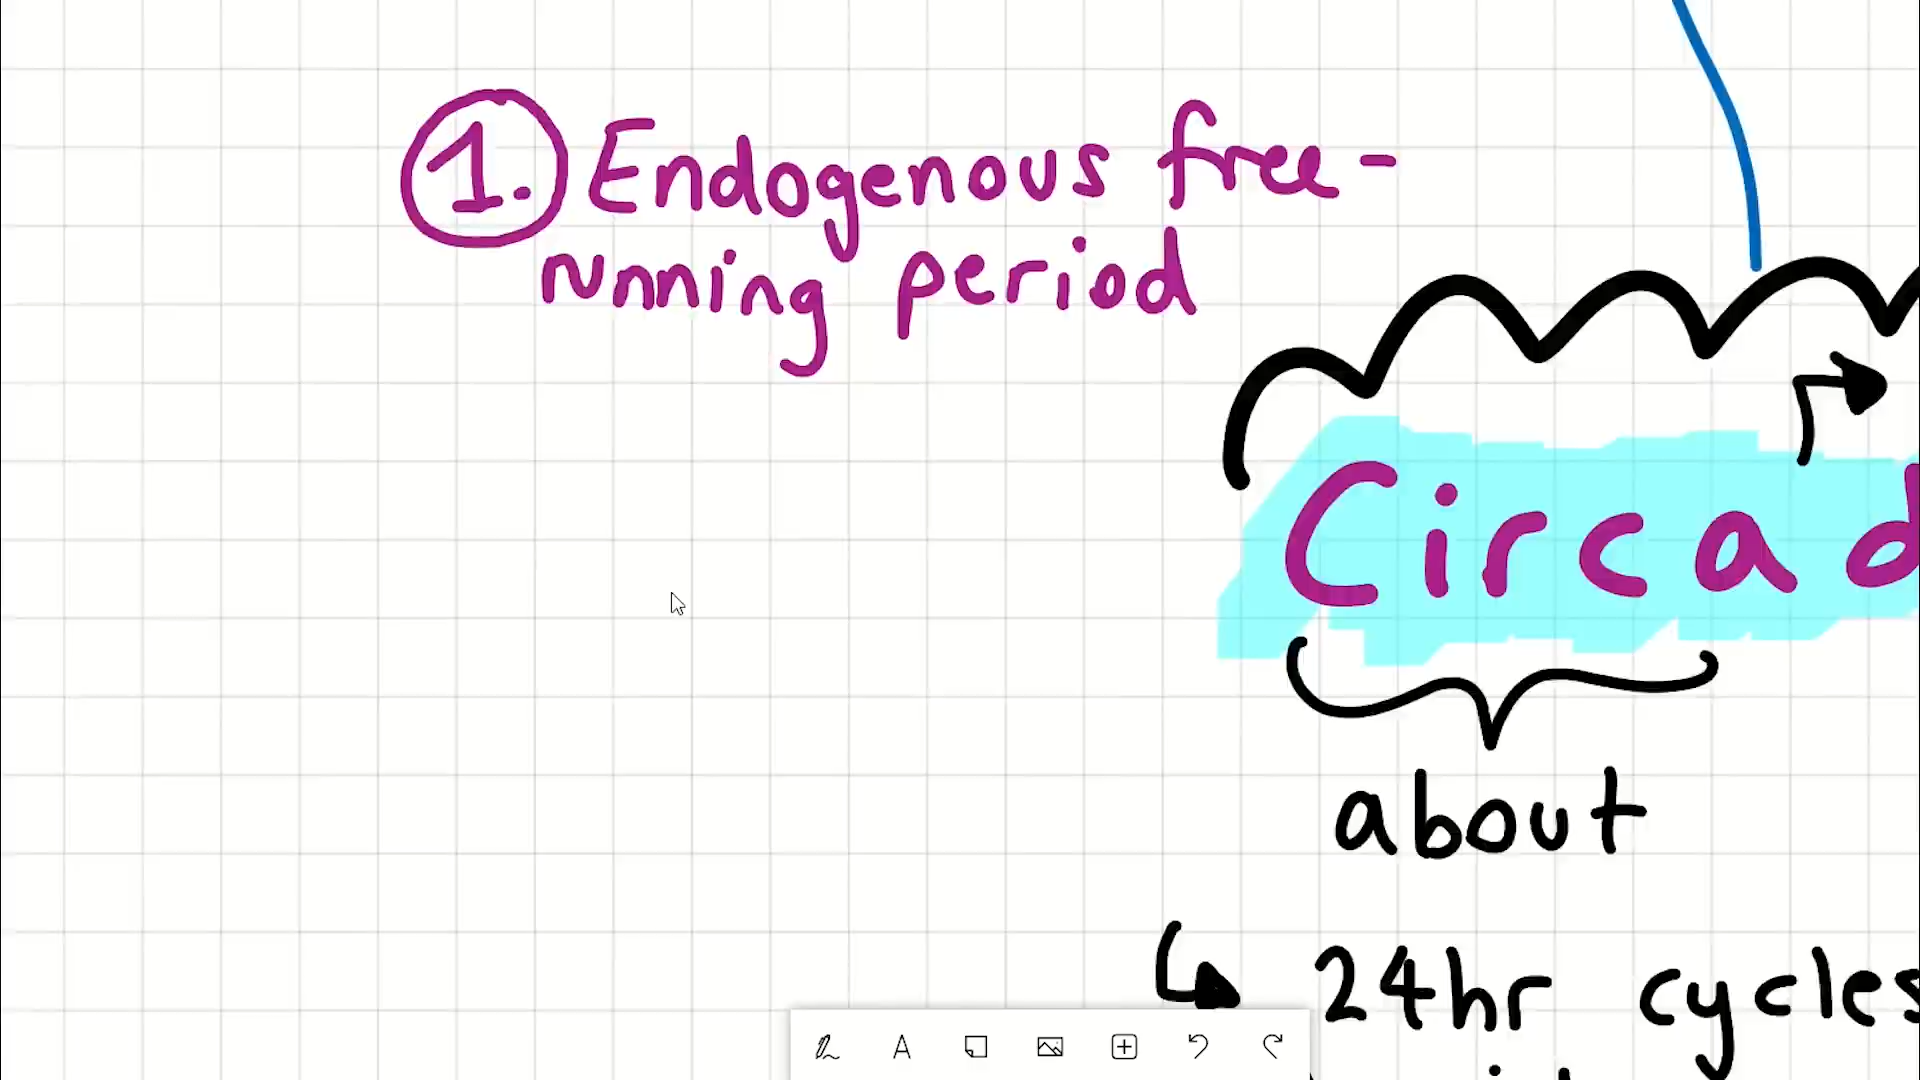 1. Endogenous free-
running period
Circad
about
24hr cycles